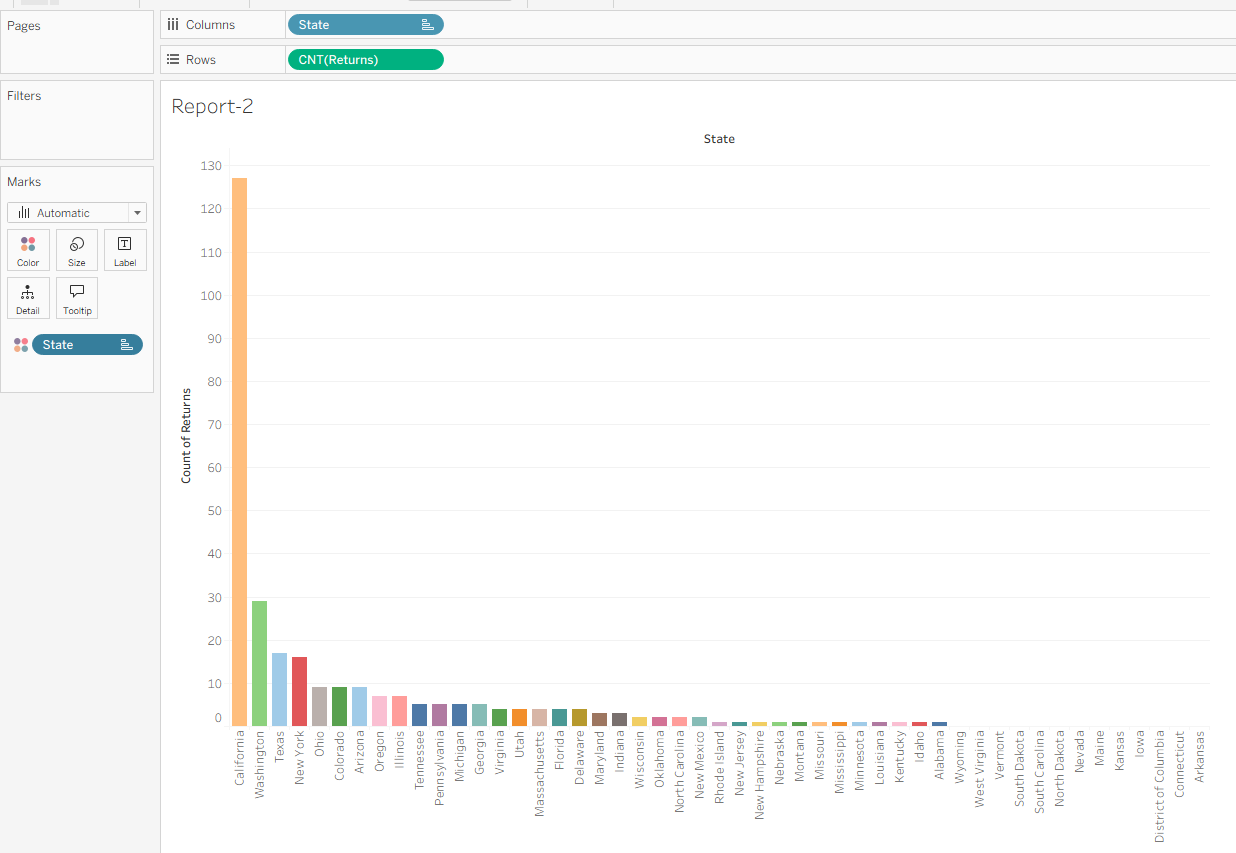 Pages
Columns
State
Rows
CNT(Returns)
Filters
Marks
Automatic
Color
Size
Label
Detail
Tooltip
State
Report-2
State
Count of Returns
130
120
110
100
90
80
70
60
50
40
30
20
10
0
California
Washington
Texas
New York
Ohio
Colorado
Arizona
Oregon
Illinois
Tennessee
Pennsylvania
Michigan
Georgia
Virginia
Utah
Massachusetts
Florida
Delaware
Maryland
Indiana
Wisconsin
Oklahoma
North Carolina
New Mexico
Rhode Island
New Jersey
New Hampshire
Nebraska
Montana
Missouri
Mississippi
Minnesota
Louisiana
Kentucky
Idaho
Alabama
Wyoming
West Virginia
Vermont
South Dakota
South Carolina
North Dakota
Nevada
Maine
Kansas
Iowa
District of Columbia
Connecticut
Arkansas